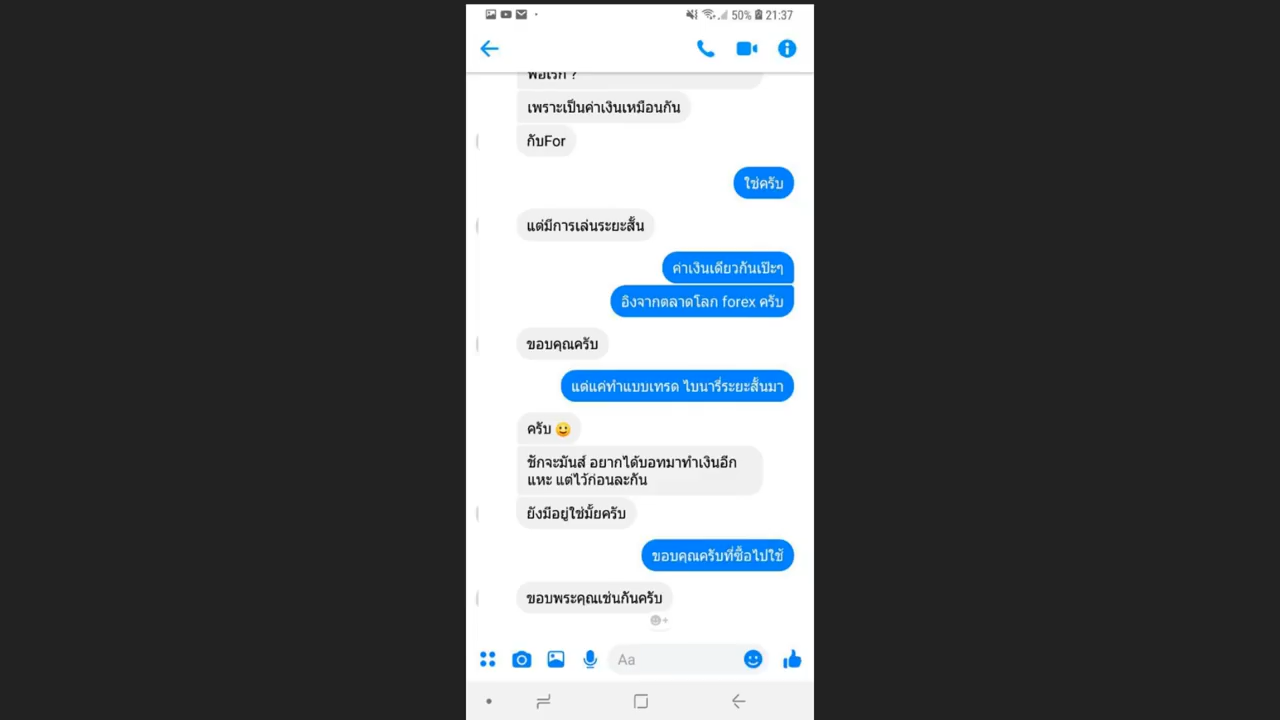 50% 21:37
เพราะเป็นค่าเงินเหมือนกัน
กับFor
ใช่ครับ
แต่มีการเล่นระยะสั้น
ค่าเงินเดียวกันเป๊ะๆ
อิงจากตลาดโลก forex ครับ
ขอบคุณครับ
แต่แค่ทำแบบเทรด ไบนารี่ระยะสั้นมา
ครับ 🙂
ชักจะมันส์ อยากได้บอทมาทำเงินอีก
แหะ แต่ไว้ก่อนละกัน
ยังมีอยู่ใช่มั้ยครับ
ขอบคุณครับที่ซื้อไปใช้
ขอบพระคุณเช่นกันครับ
Aa